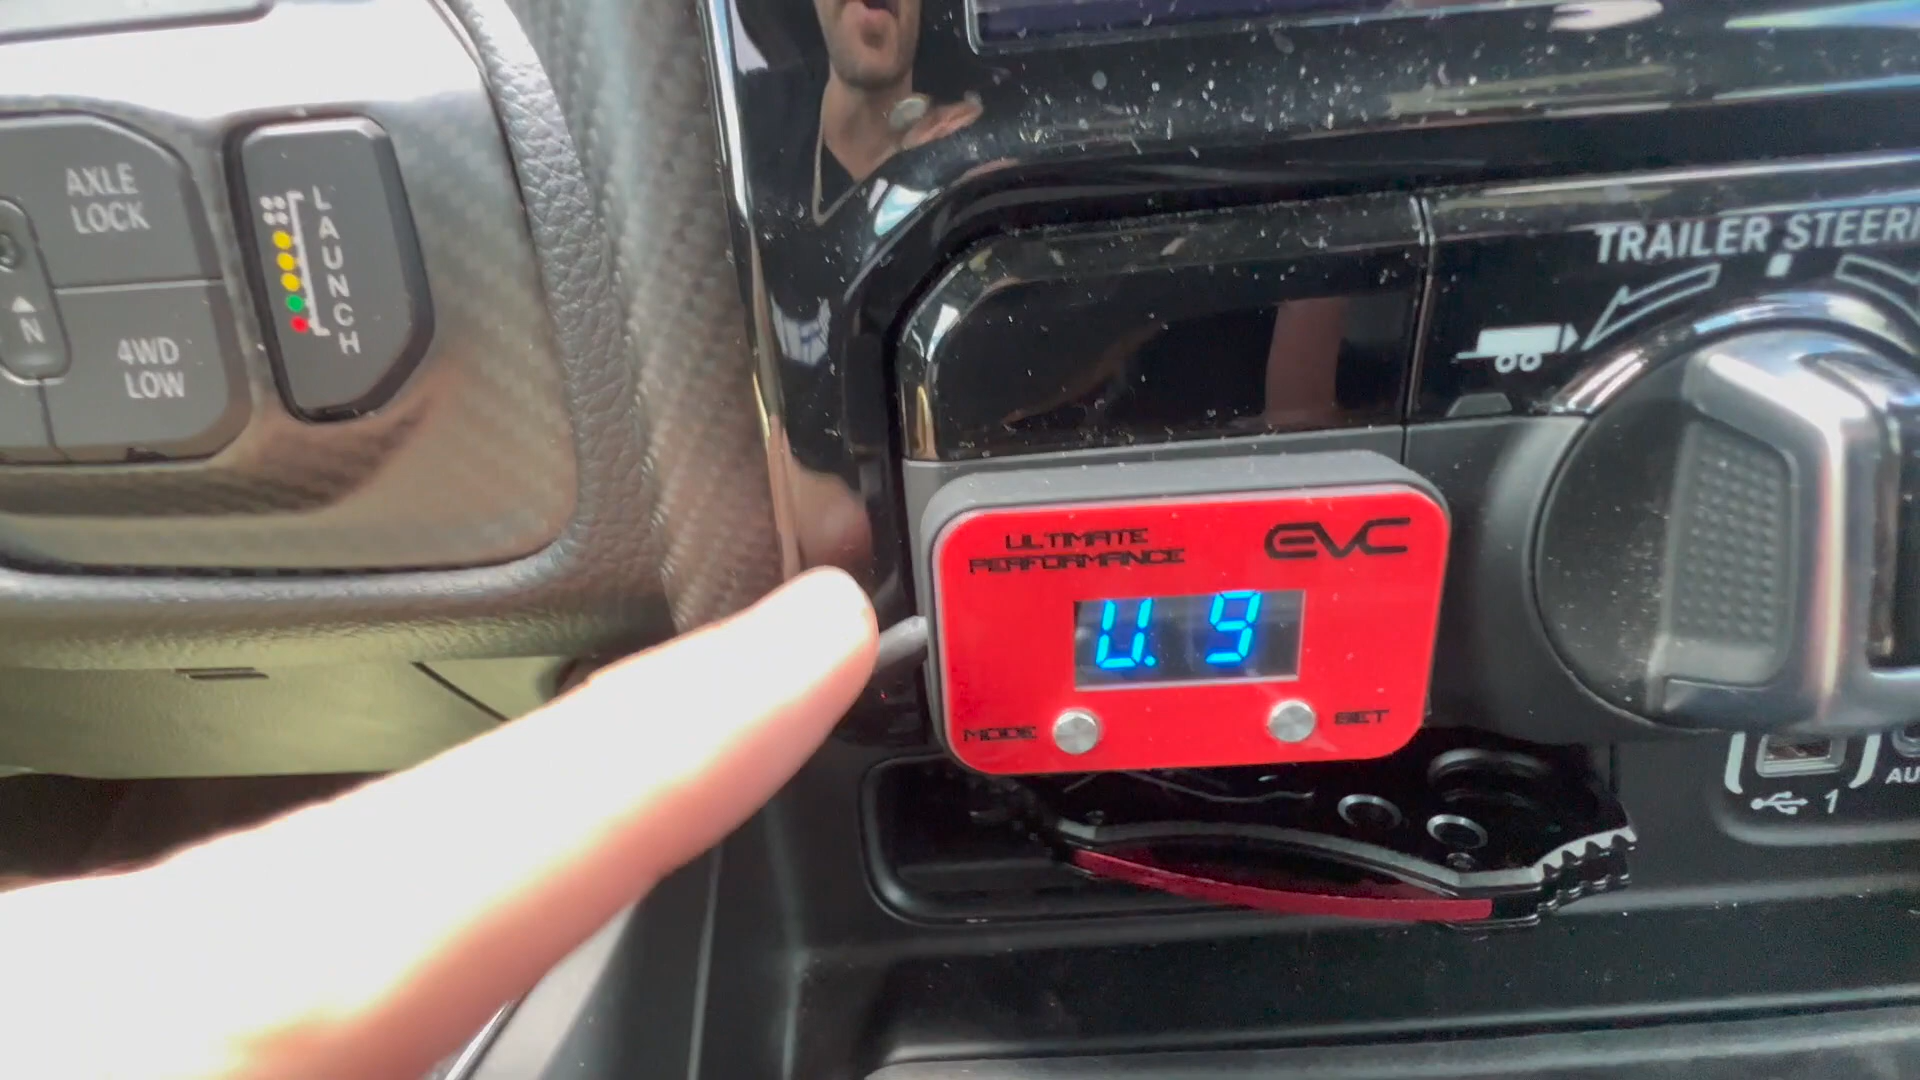 AXLE
LOCK
N
4WD
LOW
LAUNCH
TRAILER STEERI
ULTIMATE
PERFORMANCE
EVC
U. 9
MODE
SET
1
AU